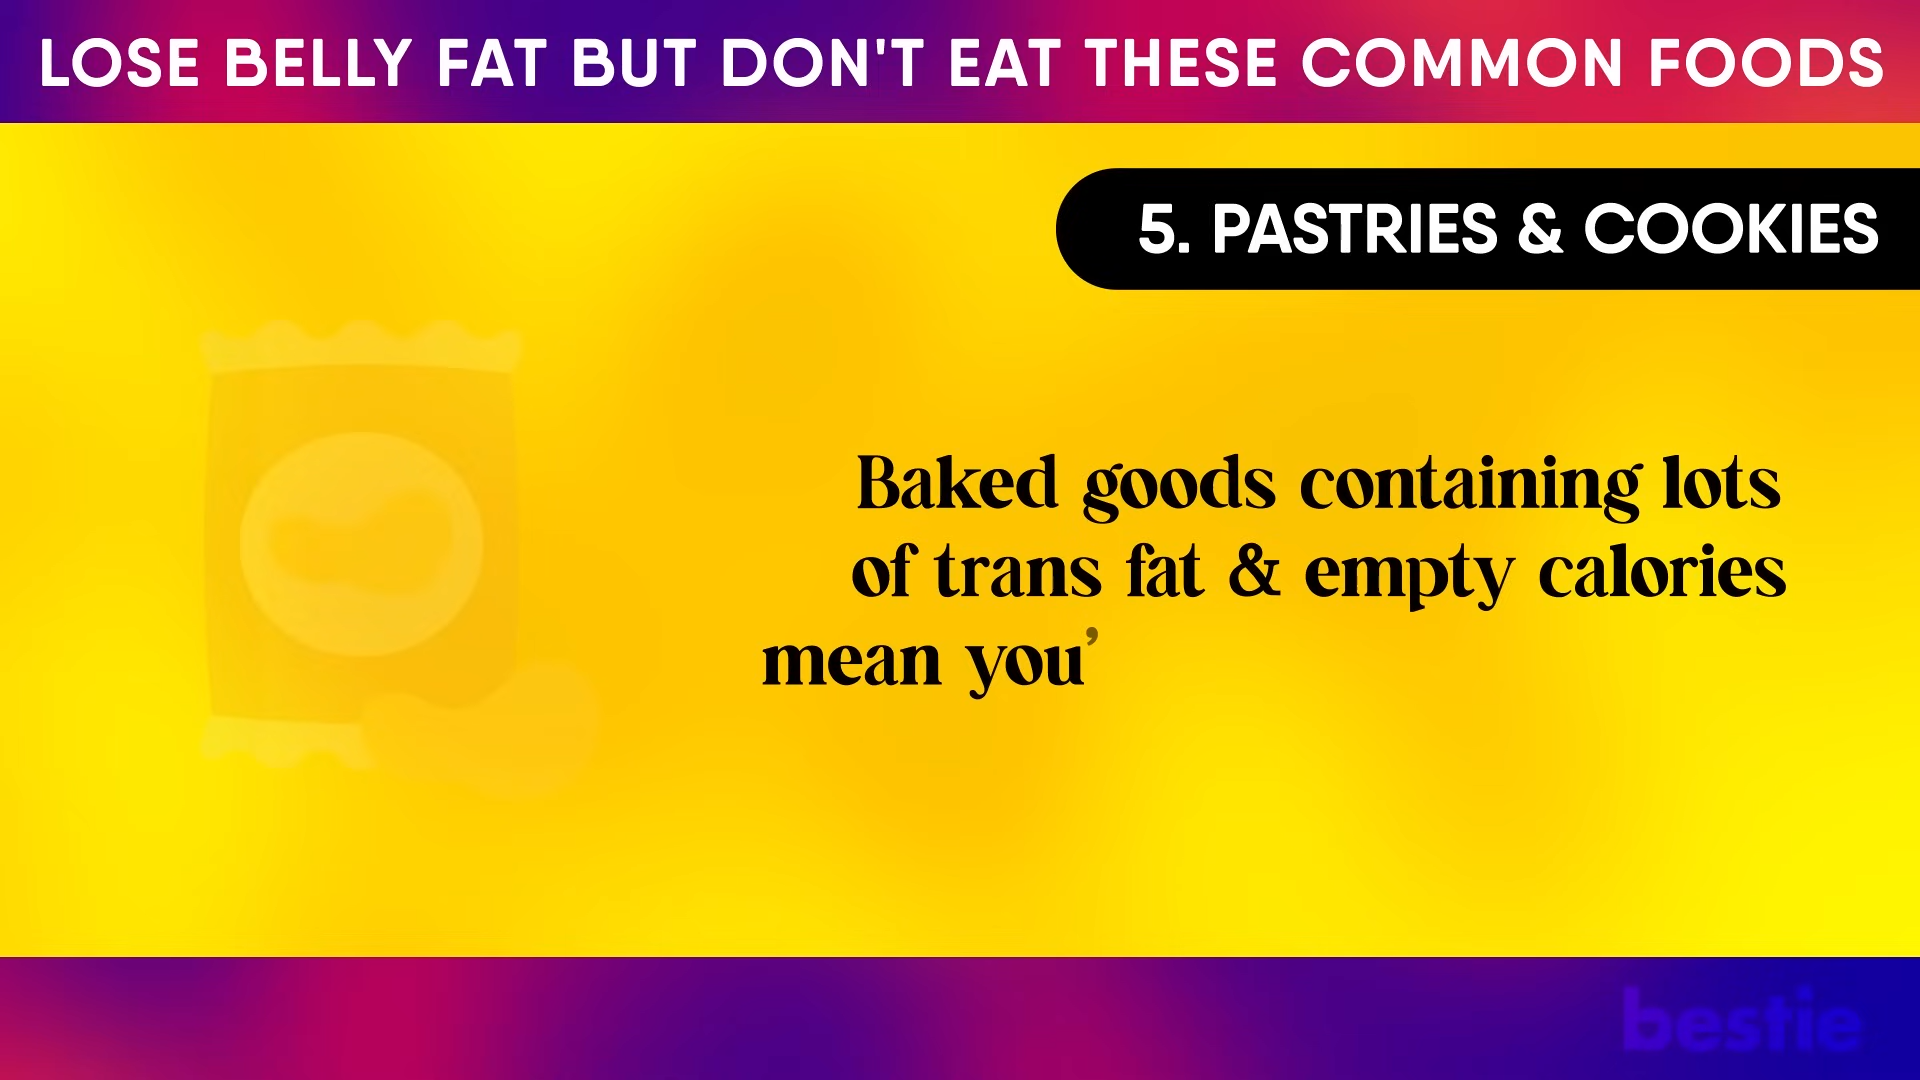 LOSE BELLY FAT BUT DON'T EAT THESE COMMON FOODS
5. PASTRIES & COOKIES
Baked goods containing lots
of trans fat & empty calories
mean you’
bestie